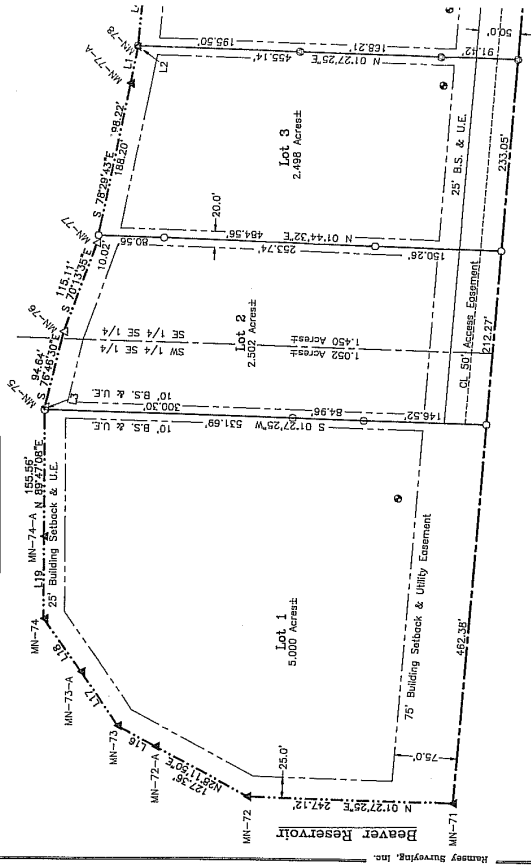 MN-78
L1
L2
MN-77-A
98.22'
188.20'
S 78°29'43"E
MN-77
10.02'
115.11'
S 70°13'35"E
MN-76
94.64'
S 76°46'30"E
MN-75
155.56'
N 89°47'08"E
MN-74-A
L19
MN-74
25' Building Setback & U.E.
L18
MN-73-A
L17
MN-73
L16
MN-72-A
127.36'
N28°11'50"E
MN-72
N 01°27'25"E 247.12'
MN-71
Beaver Reservoir
Ramsey Surveying, Inc.
25.0'
75.0'
Lot 1
5.000 Acres±
75' Building Setback & Utility Easement
462.38'
10' B.S. & U.E.
S 01°27'25"W 531.69'
10' B.S. & U.E.
300.30'
84.96'
146.52'
Lot 2
2.502 Acres±
SW 1/4 SE 1/4
SE 1/4 SE 1/4
1.052 Acres±
1.450 Acres±
CL 50' Access Easement
212.27'
20.0'
80.56'
253.74'
N 01°44'32"E 484.56'
150.26'
Lot 3
2.498 Acres±
25' B.S. & U.E.
233.05'
195.50'
168.21'
N 01°27'25"E 455.14'
91.42'
50.0'